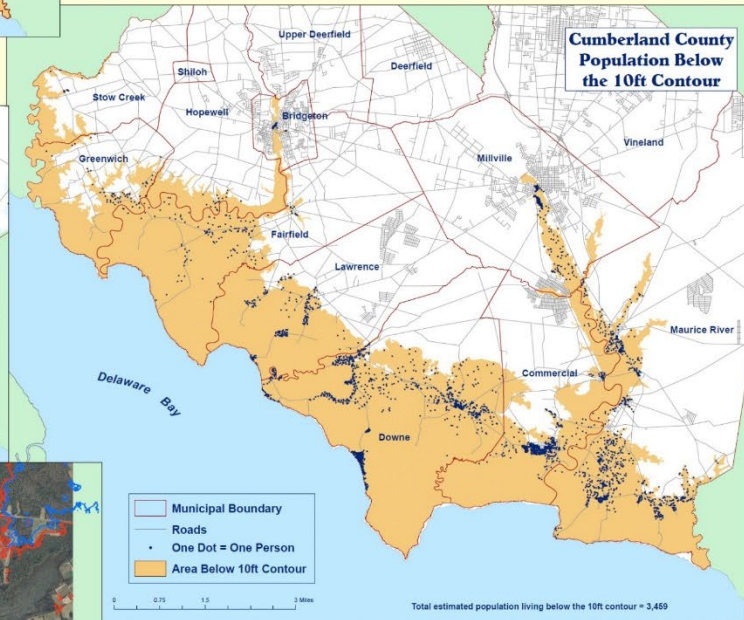 Cumberland County
Population Below
the 10ft Contour
Upper Deerfield
Deerfield
Shiloh
Stow Creek
Hopewell
Bridgeton
Vineland
Greenwich
Millville
Fairfield
Lawrence
Maurice River
Commercial
Delaware Bay
Downe
Municipal Boundary
Roads
One Dot = One Person
Area Below 10ft Contour
0 0.75 1.5 3 Miles
Total estimated population living below the 10ft contour = 3,459